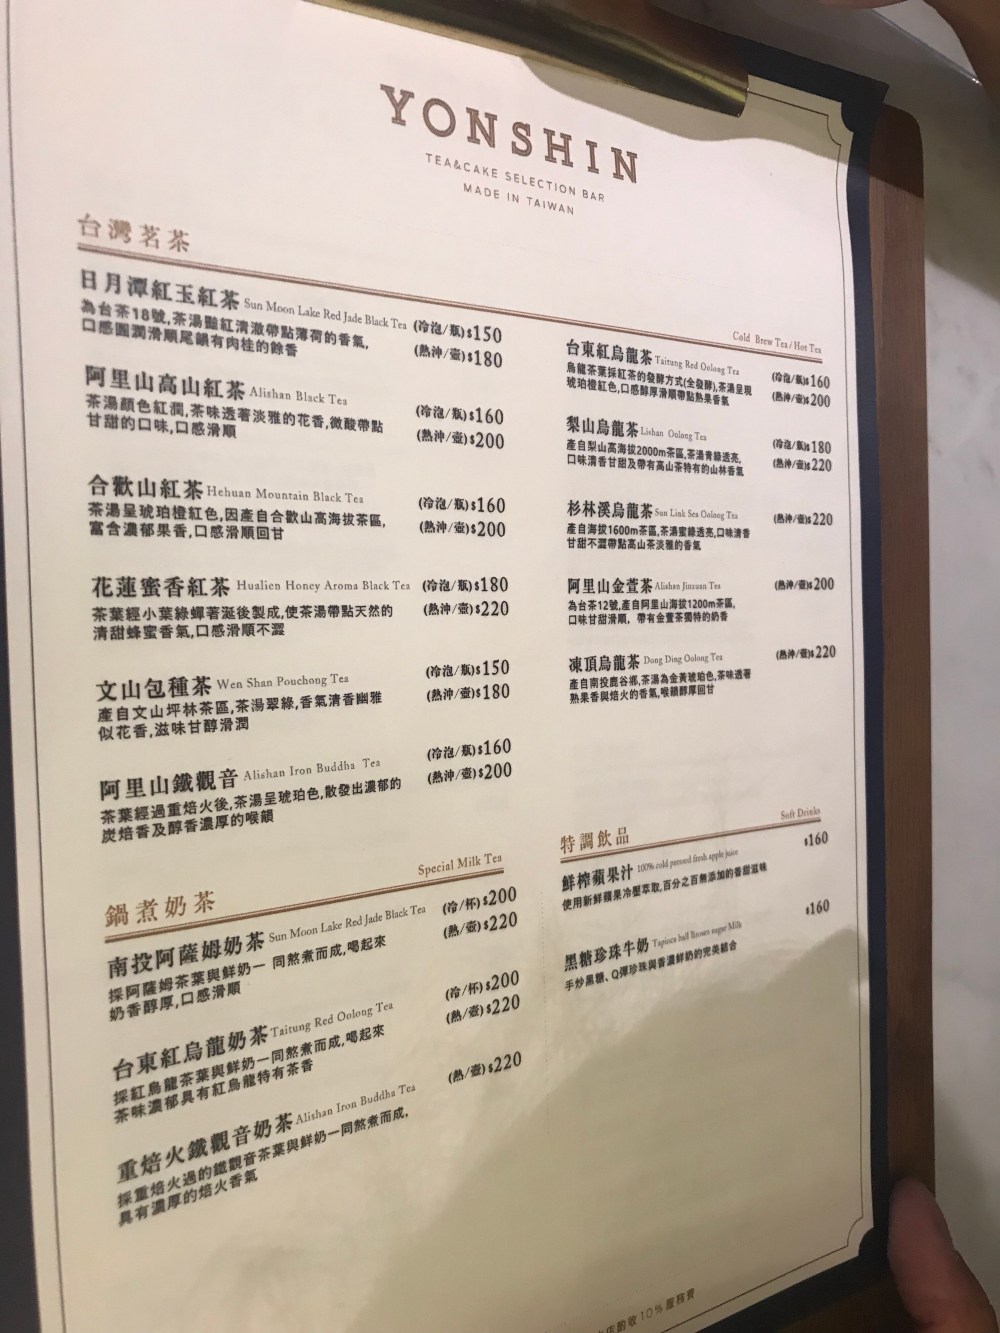 YONSHIN
TEA&CAKE SELECTION BAR
MADE IN TAIWAN
台灣茗茶
Cold Brew Tea/Hot Tea
日月潭紅玉紅茶 Sun Moon Lake Red Jade Black Tea (冷泡/瓶)$150
為台茶18號,茶湯豔紅清澈帶點薄荷的香氣, (熱沖/壺)$180
口感圓潤滑順尾韻有肉桂的餘香
阿里山高山紅茶 Alishan Black Tea (冷泡/瓶)$160
茶湯顏色紅潤,茶味透著淡雅的花香,微酸帶點 (熱沖/壺)$200
甘甜的口味,口感滑順
合歡山紅茶 Hehuan Mountain Black Tea (冷泡/瓶)$160
茶湯呈琥珀橙紅色,因產自合歡山高海拔茶區, (熱沖/壺)$200
富含濃郁果香,口感滑順回甘
花蓮蜜香紅茶 Hualien Honey Aroma Black Tea (冷泡/瓶)$180
茶葉經小葉綠蟬著涎後製成,使茶湯帶點天然的 (熱沖/壺)$220
清甜蜂蜜香氣,口感滑順不澀
文山包種茶 Wen Shan Pouchong Tea (冷泡/瓶)$150
產自文山坪林茶區,茶湯翠綠,香氣清香幽雅 (熱沖/壺)$180
似花香,滋味甘醇滑潤
阿里山鐵觀音 Alishan Iron Buddha Tea (冷泡/瓶)$160
茶葉經過重焙火後,茶湯呈琥珀色,散發出濃郁的 (熱沖/壺)$200
炭焙香及醇香濃厚的喉韻
台東紅烏龍茶 Taitung Red Oolong Tea (冷泡/瓶)$160
烏龍茶葉採紅茶的發酵方式(全發酵),茶湯呈現 (熱沖/壺)$200
琥珀橙紅色,口感醇厚滑順帶點熟果香氣
梨山烏龍茶 Lishan Oolong Tea (冷泡/瓶)$180
產自梨山高海拔2000m茶區,茶湯青綠透亮, (熱沖/壺)$220
口味清香甘甜及帶有高山茶特有的山林香氣
杉林溪烏龍茶 Sun Link Sea Oolong Tea (熱沖/壺)$220
產自海拔1600m茶區,茶湯蜜綠透亮,口味清香
甘甜不澀帶點高山茶淡雅的香氣
阿里山金萱茶 Alishan Jinxuan Tea (熱沖/壺)$200
為台茶12號,產自阿里山海拔1200m茶區,
口味甘甜滑順, 帶有金萱茶獨特的奶香
凍頂烏龍茶 Dong Ding Oolong Tea (熱沖/壺)$220
產自南投鹿谷鄉,茶湯為金黃琥珀色,茶味透著
熟果香與焙火的香氣,喉韻醇厚回甘
鍋煮奶茶 Special Milk Tea
南投阿薩姆奶茶 Sun Moon Lake Red Jade Black Tea (冷/杯)$200
採阿薩姆茶葉與鮮奶一 同熬煮而成,喝起來 (熱/壺)$220
奶香醇厚,口感滑順
台東紅烏龍奶茶 Taitung Red Oolong Tea (冷/杯)$200
採紅烏龍茶葉與鮮奶一同熬煮而成,喝起來 (熱/壺)$220
茶味濃郁具有紅烏龍特有茶香
重焙火鐵觀音奶茶 Alishan Iron Buddha Tea (熱/壺)$220
採重焙火過的鐵觀音茶葉與鮮奶一同熬煮而成,
具有濃厚的焙火香氣
特調飲品 Soft Drinks
鮮榨蘋果汁 100% cold pressed fresh apple juice $160
使用新鮮蘋果冷壓萃取,百分之百無添加的香甜滋味
黑糖珍珠牛奶 Tapioca ball Brown sugar Milk $160
手炒黑糖、Q彈珍珠與香濃鮮奶的完美結合
店酌收10%服務費